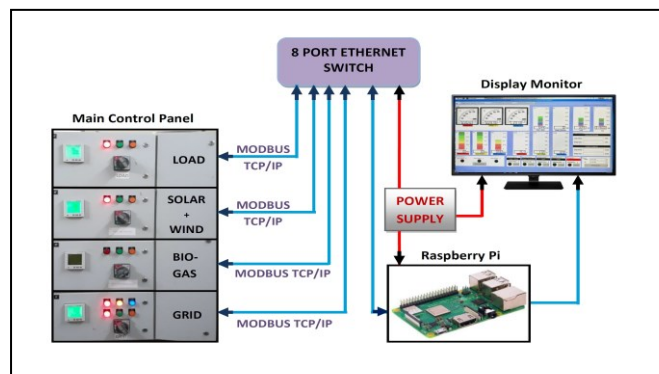 8 PORT ETHERNET
SWITCH
Display Monitor
Main Control Panel
LOAD
MODBUS
TCP/IP
SOLAR
+
WIND
MODBUS
TCP/IP
POWER
SUPPLY
BIO-
GAS
MODBUS TCP/IP
Raspberry Pi
GRID
MODBUS TCP/IP